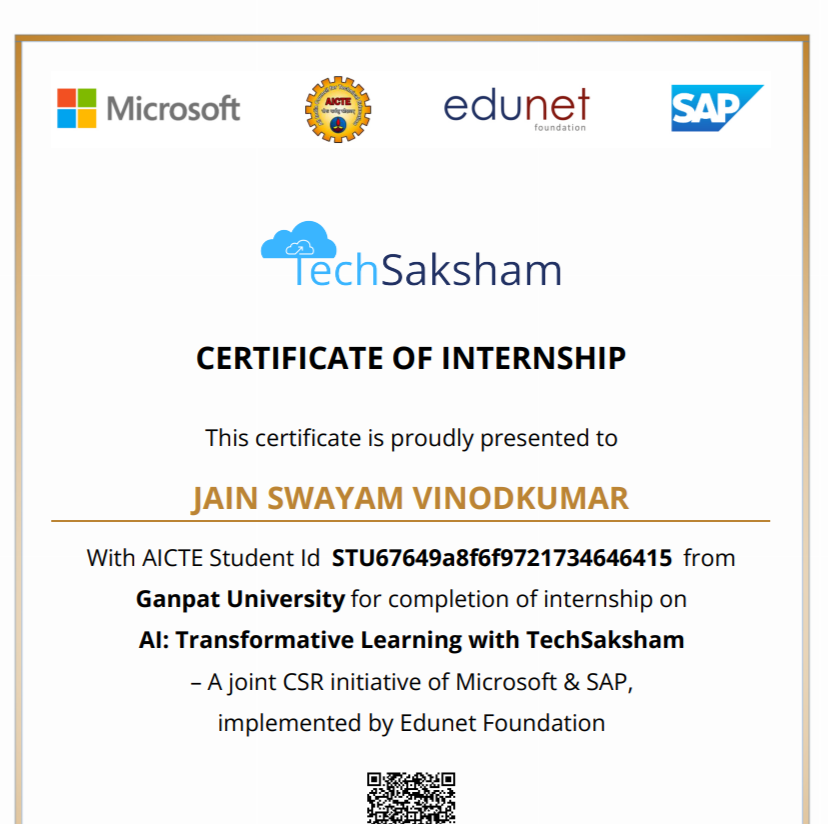 Microsoft
AICTE
edunet
foundation
SAP
TechSaksham
CERTIFICATE OF INTERNSHIP
This certificate is proudly presented to
JAIN SWAYAM VINODKUMAR
With AICTE Student Id STU67649a8f6f9721734646415 from
Ganpat University for completion of internship on
AI: Transformative Learning with TechSaksham
– A joint CSR initiative of Microsoft & SAP,
implemented by Edunet Foundation